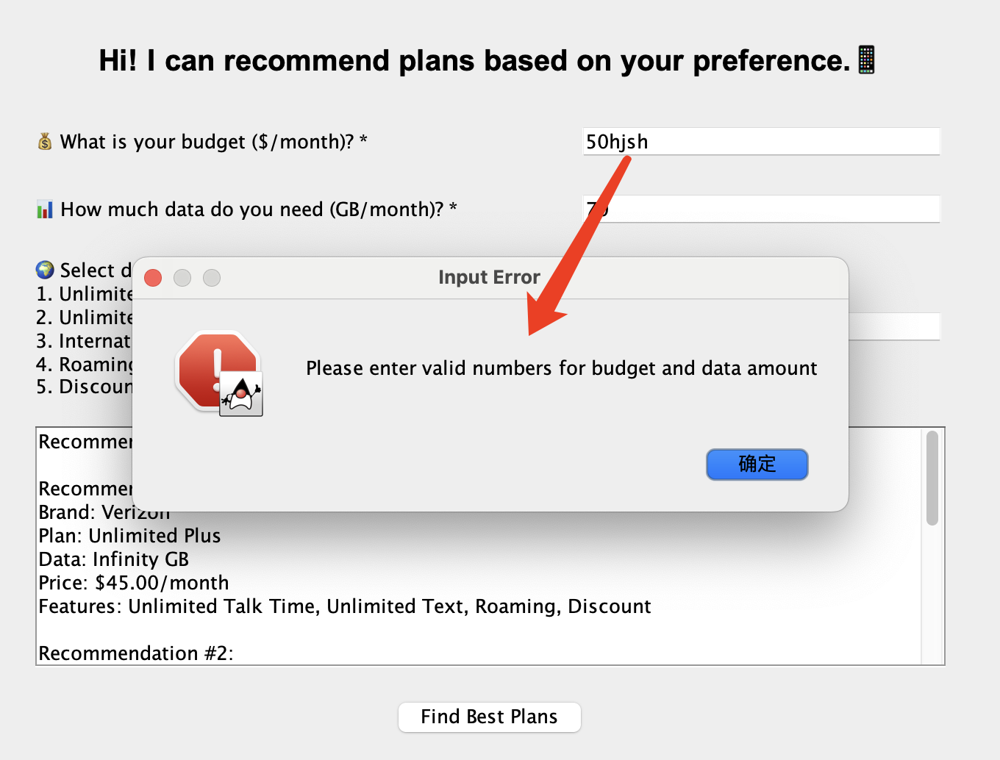 Hi! I can recommend plans based on your preference.📱
💰 What is your budget ($/month)? *
50hjsh
📊 How much data do you need (GB/month)? *
🌍 Select d
1. Unlimite
2. Unlimite
3. Internat
4. Roaming
5. Discoun
Input Error
Please enter valid numbers for budget and data amount
确定
Recommen
Recommen
Brand: Verizon
Plan: Unlimited Plus
Data: Infinity GB
Price: $45.00/month
Features: Unlimited Talk Time, Unlimited Text, Roaming, Discount
Recommendation #2:
Find Best Plans